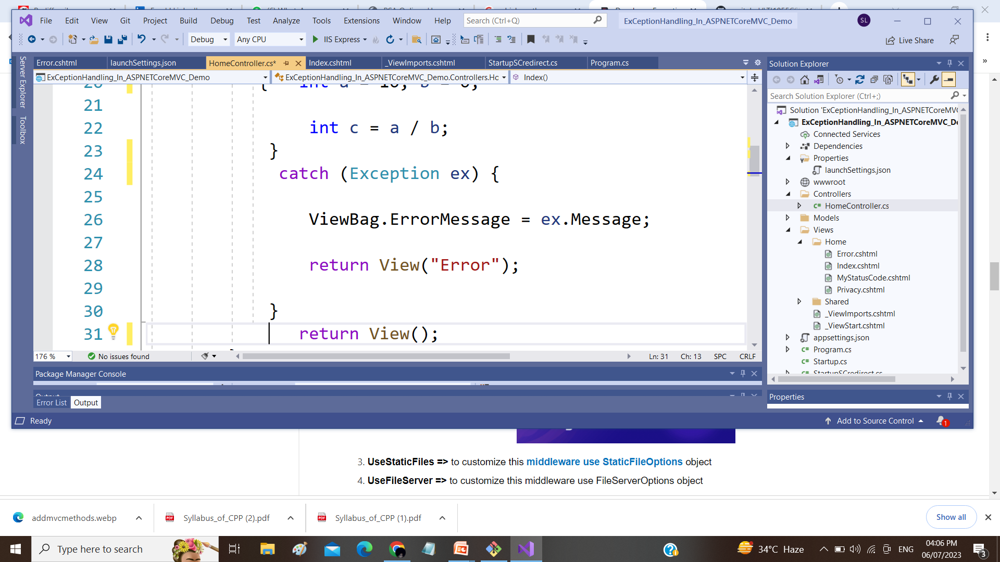 File Edit View Git Project Build Debug Test Analyze Tools Extensions Window Help Search (Ctrl+Q) ExCeptionHandling_In_ASPNETCoreMVC_Demo SL
Debug Any CPU IIS Express Live Share
Server Explorer
Toolbox
Error.cshtml launchSettings.json HomeController.cs* Index.cshtml _ViewImports.cshtml StartupSCredirect.cs Program.cs
ExCeptionHandling_In_ASPNETCoreMVC_Demo ExCeptionHandling_In_ASPNETCoreMVC_Demo.Controllers.Hc Index()
21
22 int c = a / b;
23 }
24 catch (Exception ex) {
25
26 ViewBag.ErrorMessage = ex.Message;
27
28 return View("Error");
29
30 }
31 return View();
176 % No issues found Ln: 31 Ch: 13 SPC CRLF
Package Manager Console
Error List Output
Ready
Solution Explorer
Search Solution Explorer (Ctrl+;)
Solution 'ExCeptionHandling_In_ASPNETCoreMV
ExCeptionHandling_In_ASPNETCoreMVC_D
Connected Services
Dependencies
Properties
launchSettings.json
wwwroot
Controllers
C# HomeController.cs
Models
Views
Home
Error.cshtml
Index.cshtml
MyStatusCode.cshtml
Privacy.cshtml
Shared
_ViewImports.cshtml
_ViewStart.cshtml
appsettings.json
C# Program.cs
C# Startup.cs
C# StartupSCredirect.cs
Properties
Add to Source Control 1
3. UseStaticFiles => to customize this middleware use StaticFileOptions object
4. UseFileServer => to customize this middleware use FileServerOptions object
addmvcmethods.webp Syllabus_of_CPP (2).pdf Syllabus_of_CPP (1).pdf Show all
Type here to search 34°C Haze ENG 04:06 PM
06/07/2023 3